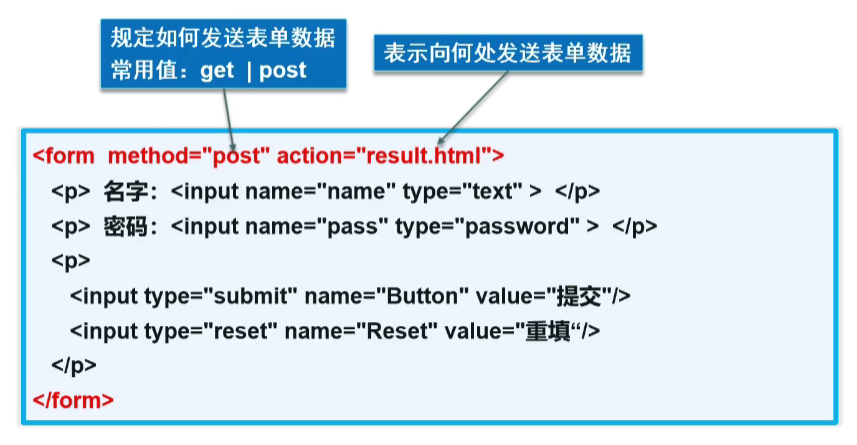 规定如何发送表单数据
常用值：get | post
表示向何处发送表单数据
<form method="post" action="result.html">
<p> 名字：<input name="name" type="text" > </p>
<p> 密码：<input name="pass" type="password" > </p>
<p>
<input type="submit" name="Button" value="提交"/>
<input type="reset" name="Reset" value="重填“/>
</p>
</form>